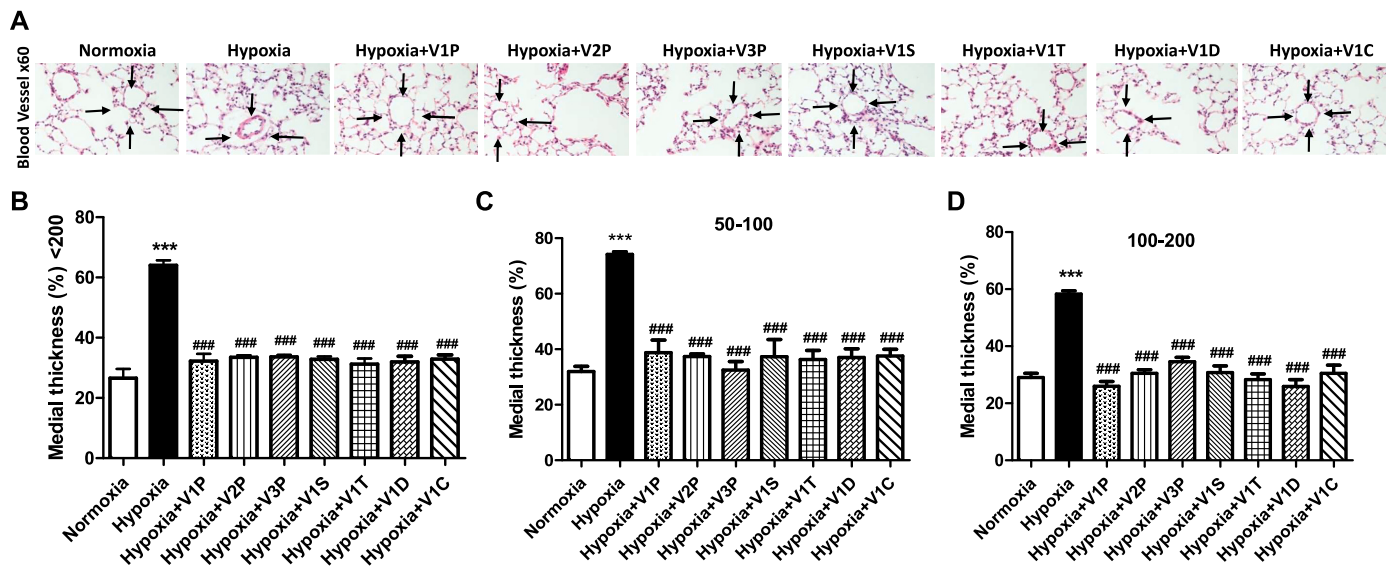 A
Normoxia Hypoxia Hypoxia+V1P Hypoxia+V2P Hypoxia+V3P Hypoxia+V1S Hypoxia+V1T Hypoxia+V1D Hypoxia+V1C
Blood Vessel x60
B
Medial thickness (%) <200
80
60
40
20
0
***
### ### ### ### ### ### ###
Normoxia
Hypoxia
Hypoxia+V1P
Hypoxia+V2P
Hypoxia+V3P
Hypoxia+V1S
Hypoxia+V1T
Hypoxia+V1D
Hypoxia+V1C
C
50-100
Medial thickness (%)
80
60
40
20
0
***
### ### ### ### ### ### ###
Normoxia
Hypoxia
Hypoxia+V1P
Hypoxia+V2P
Hypoxia+V3P
Hypoxia+V1S
Hypoxia+V1T
Hypoxia+V1D
Hypoxia+V1C
D
100-200
Medial thickness (%)
80
60
40
20
0
***
### ### ### ### ### ### ###
Normoxia
Hypoxia
Hypoxia+V1P
Hypoxia+V2P
Hypoxia+V3P
Hypoxia+V1S
Hypoxia+V1T
Hypoxia+V1D
Hypoxia+V1C